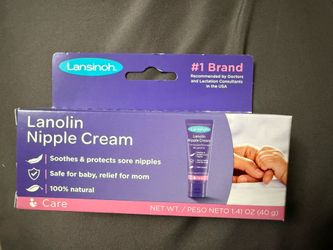 Lansinoh.
#1 Brand
Recommended by Doctors
and Lactation Consultants
in the USA
Lanolin
Nipple Cream
Soothes & protects sore nipples
Safe for baby, relief for mom
100% natural
Care
Lansinoh.
Lanolin
Nipple Cream
NET WT. / PESO NETO 1.41 OZ (40 g)